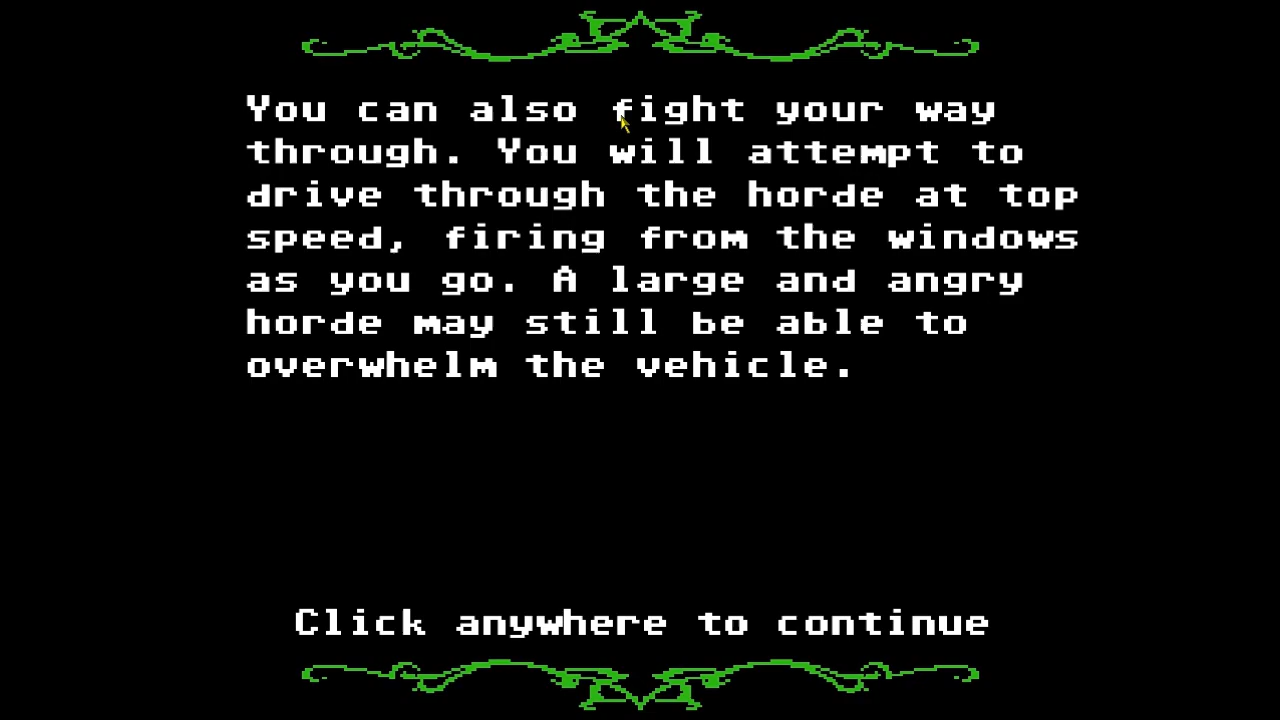 You can also fight your way
through. You will attempt to
drive through the horde at top
speed, firing from the windows
as you go. A large and angry
horde may still be able to
overwhelm the vehicle.
Click anywhere to continue